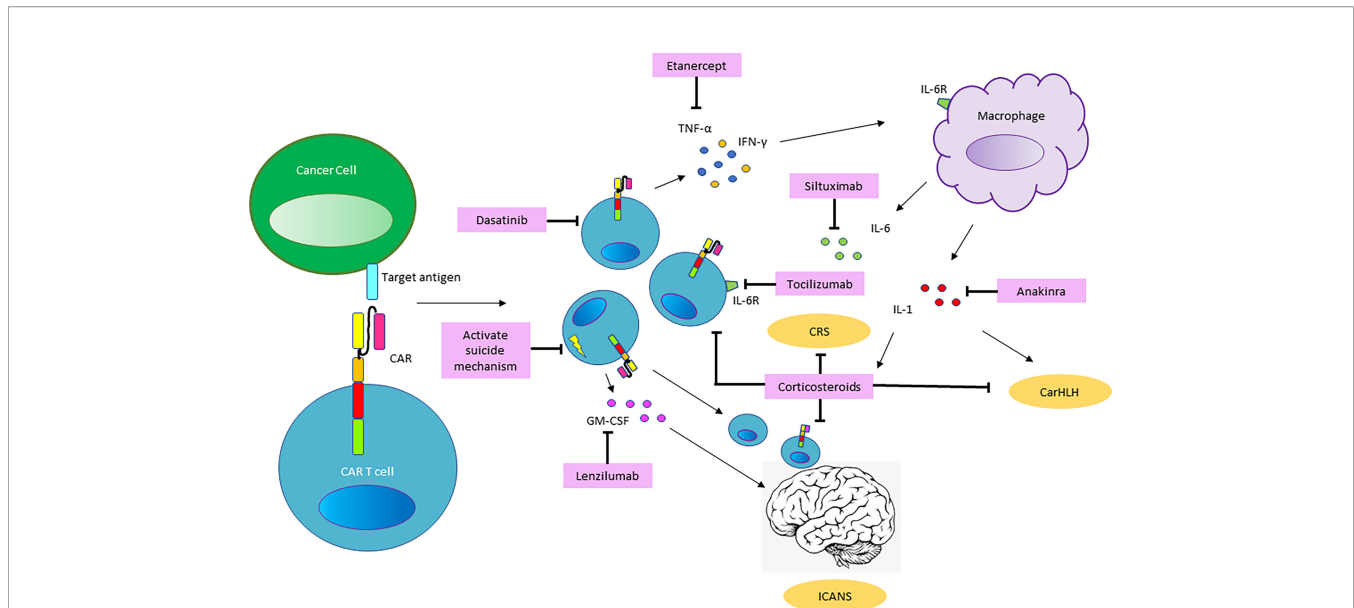 Etanercept
IL-6R
Macrophage
TNF-α
IFN-γ
Cancer Cell
Siltuximab
Dasatinib
IL-6
Target antigen
Tocilizumab
Anakinra
IL-6R
IL-1
CRS
Activate
suicide
mechanism
CAR
Corticosteroids
CarHLH
GM-CSF
CAR T cell
Lenzilumab
ICANS